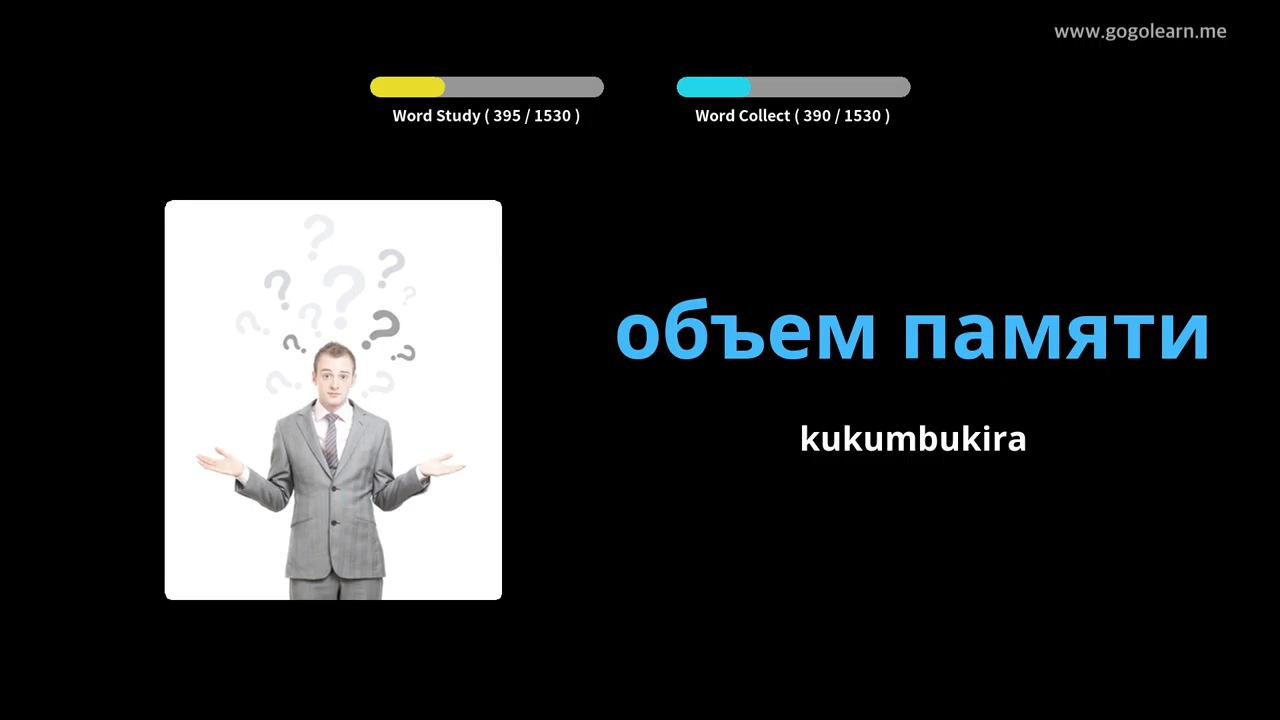 www.gogolearn.me
Word Study ( 395 / 1530 )
Word Collect ( 390 / 1530 )
объем памяти
kukumbukira